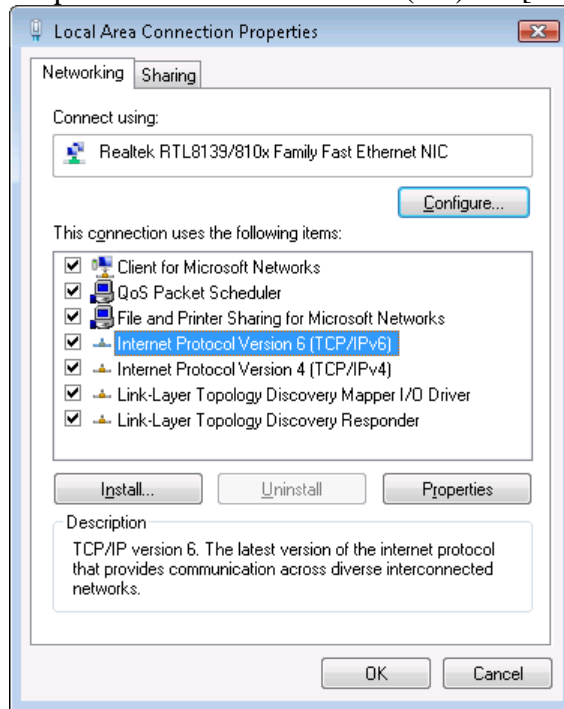 Local Area Connection Properties
Networking Sharing
Connect using:
Realtek RTL8139/810x Family Fast Ethernet NIC
Configure...
This connection uses the following items:
Client for Microsoft Networks
QoS Packet Scheduler
File and Printer Sharing for Microsoft Networks
Internet Protocol Version 6 (TCP/IPv6)
Internet Protocol Version 4 (TCP/IPv4)
Link-Layer Topology Discovery Mapper I/O Driver
Link-Layer Topology Discovery Responder
Install... Uninstall Properties
Description
TCP/IP version 6. The latest version of the internet protocol
that provides communication across diverse interconnected
networks.
OK Cancel